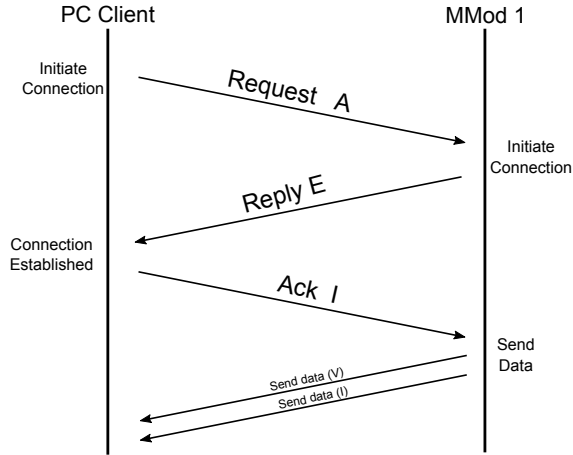 PC Client
MMod 1
Initiate
Connection
Request A
Initiate
Connection
Reply E
Connection
Established
Ack I
Send
Data
Send data (V)
Send data (I)